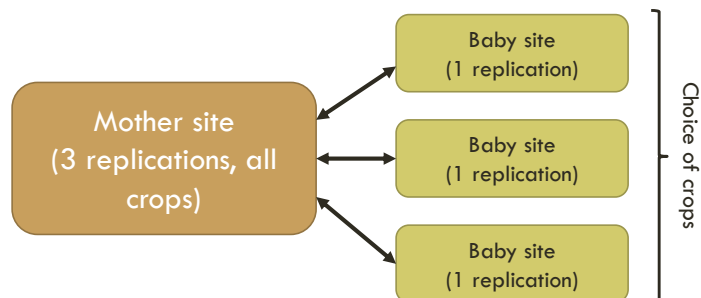 Mother site
(3 replications, all
crops)
Baby site
(1 replication)
Baby site
(1 replication)
Baby site
(1 replication)
Choice of crops